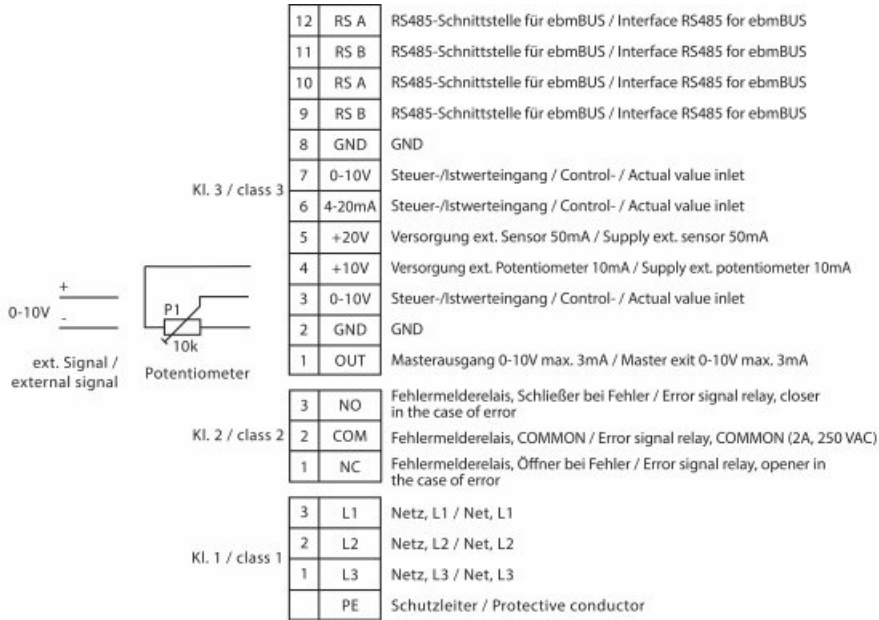 12 RS A RS485-Schnittstelle für ebmBUS / Interface RS485 for ebmBUS
11 RS B RS485-Schnittstelle für ebmBUS / Interface RS485 for ebmBUS
10 RS A RS485-Schnittstelle für ebmBUS / Interface RS485 for ebmBUS
9 RS B RS485-Schnittstelle für ebmBUS / Interface RS485 for ebmBUS
8 GND GND
7 0-10V Steuer-/Istwerteingang / Control- / Actual value inlet
Kl. 3 / class 3
6 4-20mA Steuer-/Istwerteingang / Control- / Actual value inlet
5 +20V Versorgung ext. Sensor 50mA / Supply ext. sensor 50mA
4 +10V Versorgung ext. Potentiometer 10mA / Supply ext. potentiometer 10mA
+
3 0-10V Steuer-/Istwerteingang / Control- / Actual value inlet
0-10V
P1
-
2 GND GND
10k
1 OUT Masterausgang 0-10V max. 3mA / Master exit 0-10V max. 3mA
ext. Signal /
external signal
Potentiometer
3 NO Fehlermelderelais, Schließer bei Fehler / Error signal relay, closer
in the case of error
Kl. 2 / class 2
2 COM Fehlermelderelais, COMMON / Error signal relay, COMMON (2A, 250 VAC)
1 NC Fehlermelderelais, Öffner bei Fehler / Error signal relay, opener in
the case of error
3 L1 Netz, L1 / Net, L1
2 L2 Netz, L2 / Net, L2
Kl. 1 / class 1
1 L3 Netz, L3 / Net, L3
PE Schutzleiter / Protective conductor